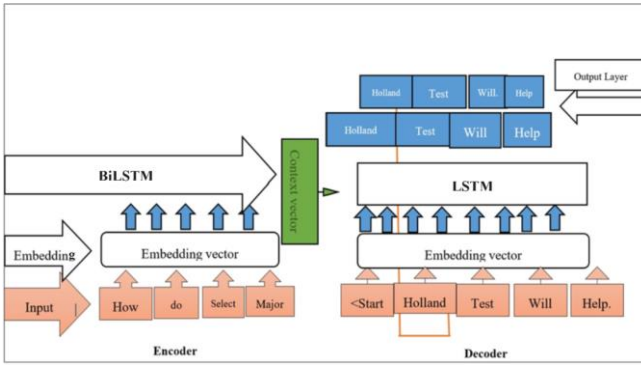 Holland Test Will. Help
Output Layer
Holland Test Will Help
Context vector
BiLSTM
LSTM
Embedding
Embedding vector
Embedding vector
Input
How do Select Major
<Start Holland Test Will Help.
Encoder
Decoder